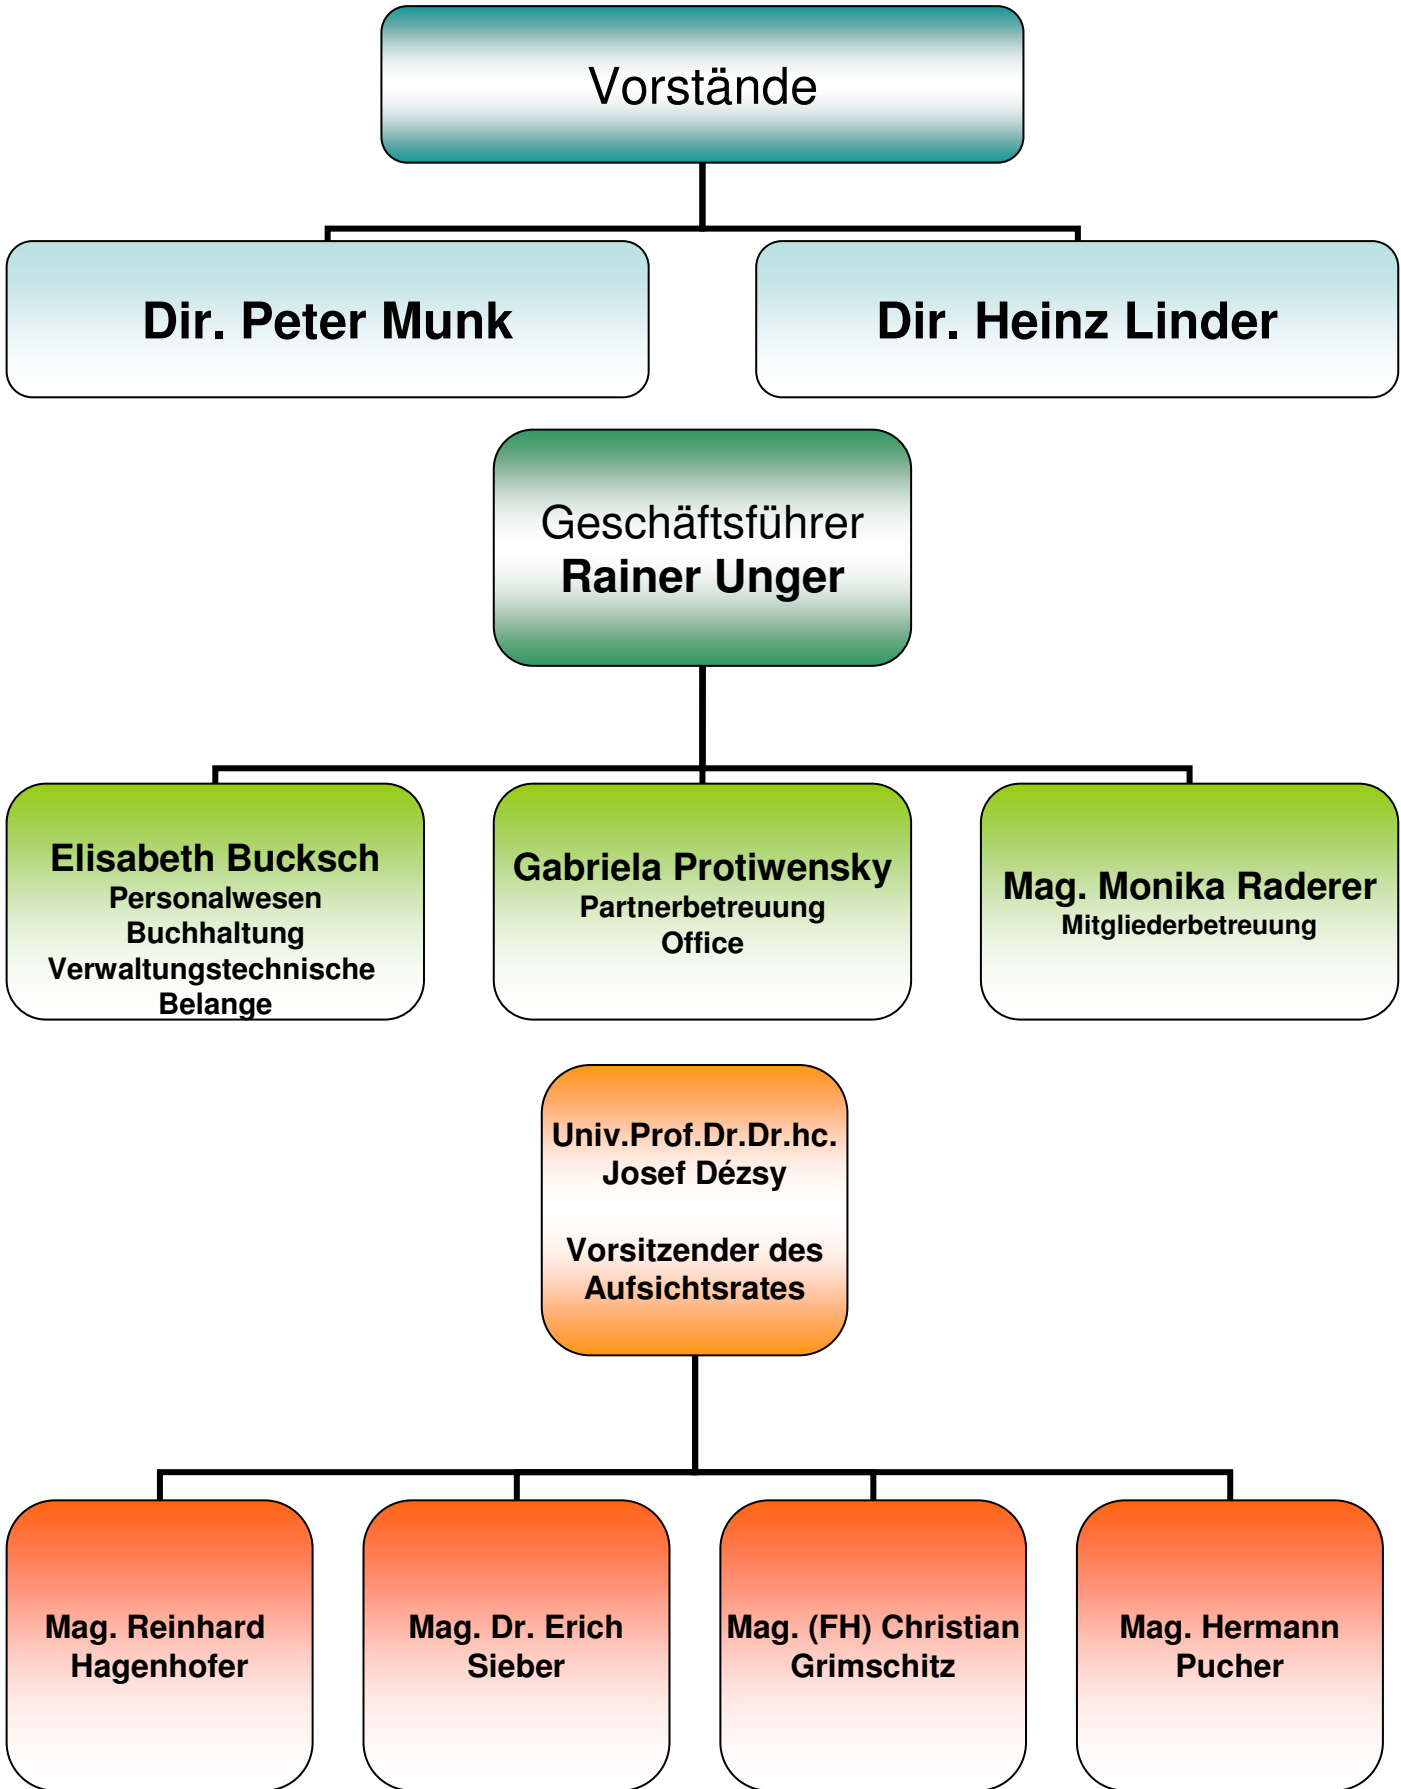 Vorstände
Dir. Peter Munk
Dir. Heinz Linder
Geschäftsführer
Rainer Unger
Elisabeth Bucksch
Personalwesen
Buchhaltung
Verwaltungstechnische
Belange
Gabriela Protiwensky
Partnerbetreuung
Office
Mag. Monika Raderer
Mitgliederbetreuung
Univ.Prof.Dr.Dr.hc.
Josef Dézsy
Vorsitzender des
Aufsichtsrates
Mag. Reinhard
Hagenhofer
Mag. Dr. Erich
Sieber
Mag. (FH) Christian
Grimschitz
Mag. Hermann
Pucher